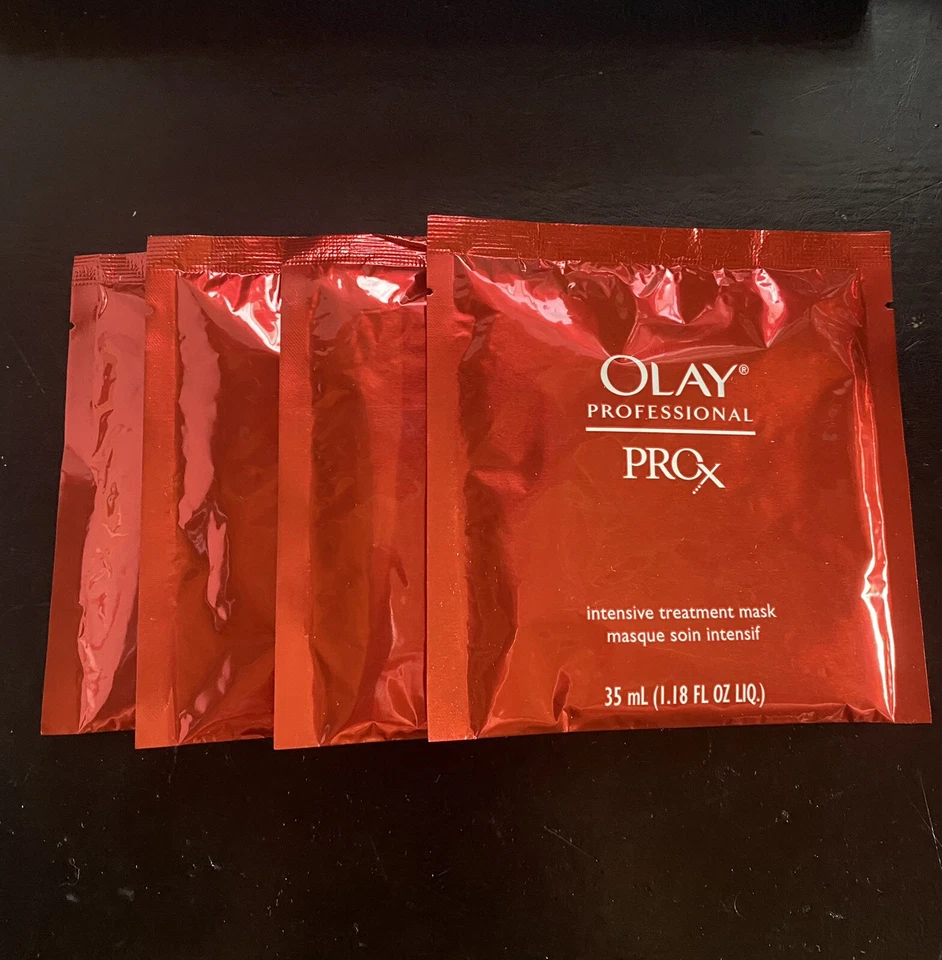 OLAY®
PROFESSIONAL
PROX
intensive treatment mask
masque soin intensif
35 mL (1.18 FL OZ LIQ.)